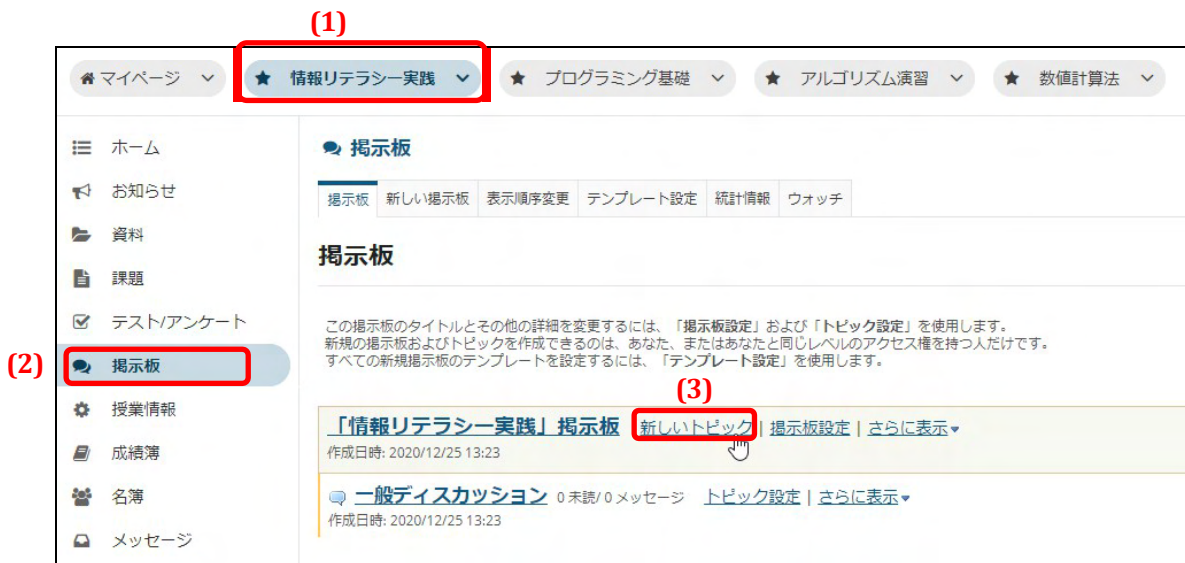 (1)
マイページ 情報リテラシー実践 プログラミング基礎 アルゴリズム演習 数値計算法
ホーム
お知らせ
資料
課題
テスト/アンケート
(2) 掲示板
授業情報
成績簿
名簿
メッセージ
掲示板
掲示板 新しい掲示板 表示順序変更 テンプレート設定 統計情報 ウォッチ
掲示板
この掲示板のタイトルとその他の詳細を変更するには、「掲示板設定」および「トピック設定」を使用します。
新規の掲示板およびトピックを作成できるのは、あなた、またはあなたと同じレベルのアクセス権を持つ人だけです。
すべての新規掲示板のテンプレートを設定するには、「テンプレート設定」を使用します。
(3)
「情報リテラシー実践」掲示板 新しいトピック | 掲示板設定 | さらに表示
作成日時: 2020/12/25 13:23
一般ディスカッション 0 未読/ 0 メッセージ トピック設定 | さらに表示
作成日時: 2020/12/25 13:23